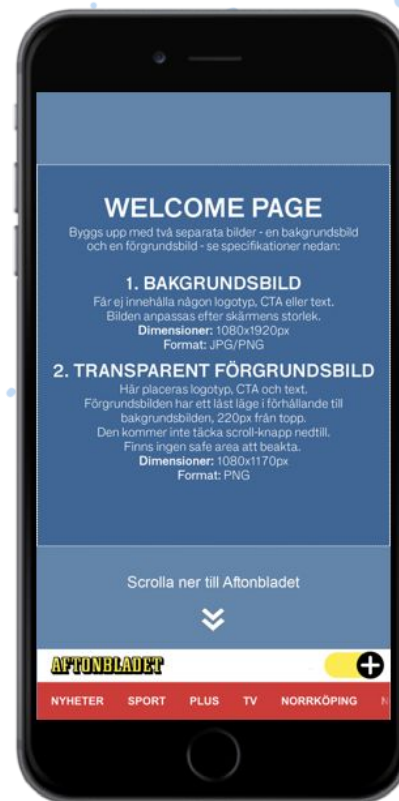 WELCOME PAGE
Byggs upp med två separata bilder - en bakgrundsbild
och en förgrundsbild - se specifikationer nedan:
1. BAKGRUNDSBILD
Får ej innehålla någon logotyp, CTA eller text.
Bilden anpassas efter skärmens storlek.
Dimensioner: 1080x1920px
Format: JPG/PNG
2. TRANSPARENT FÖRGRUNDSBILD
Här placeras logotyp, CTA och text.
Förgrundsbilden har ett låst läge i förhållande till
bakgrundsbilden, 220px från topp.
Den kommer inte täcka scroll-knapp nedtill.
Finns ingen safe area att beakta.
Dimensioner: 1080x1170px
Format: PNG
Scrolla ner till Aftonbladet
AFTONBLADET
NYHETER SPORT PLUS TV NORRKÖPING N